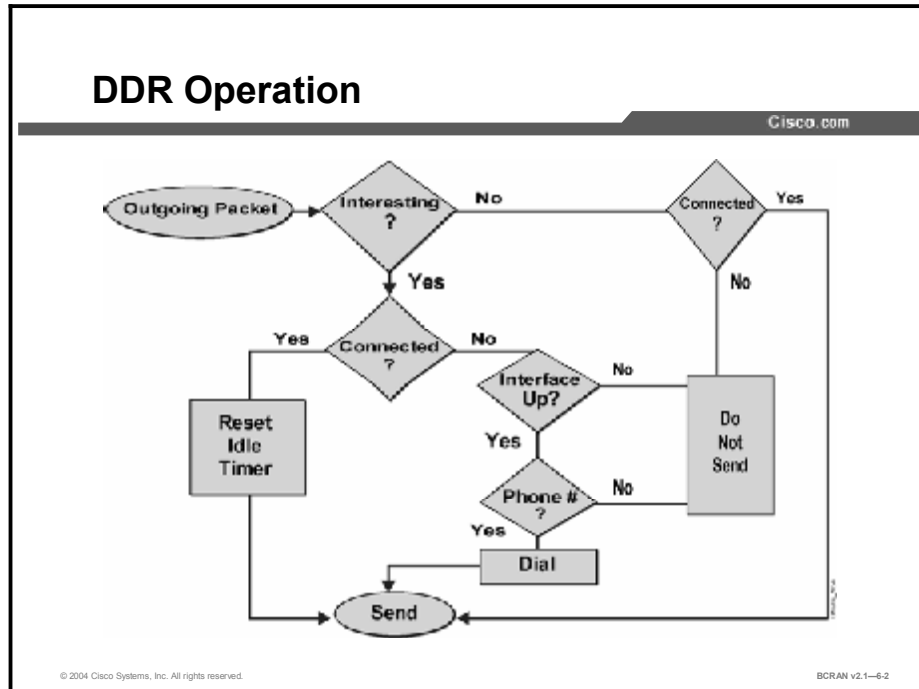 DDR Operation
Cisco.com
Outgoing Packet
Interesting
?
No
Connected
?
Yes
Yes
No
Yes
Connected
?
No
Interface
Up?
No
Reset
Idle
Timer
Do
Not
Send
Yes
Phone #
?
No
Yes
Dial
Send
© 2004 Cisco Systems, Inc. All rights reserved.
BCRAN v2.1—6-2